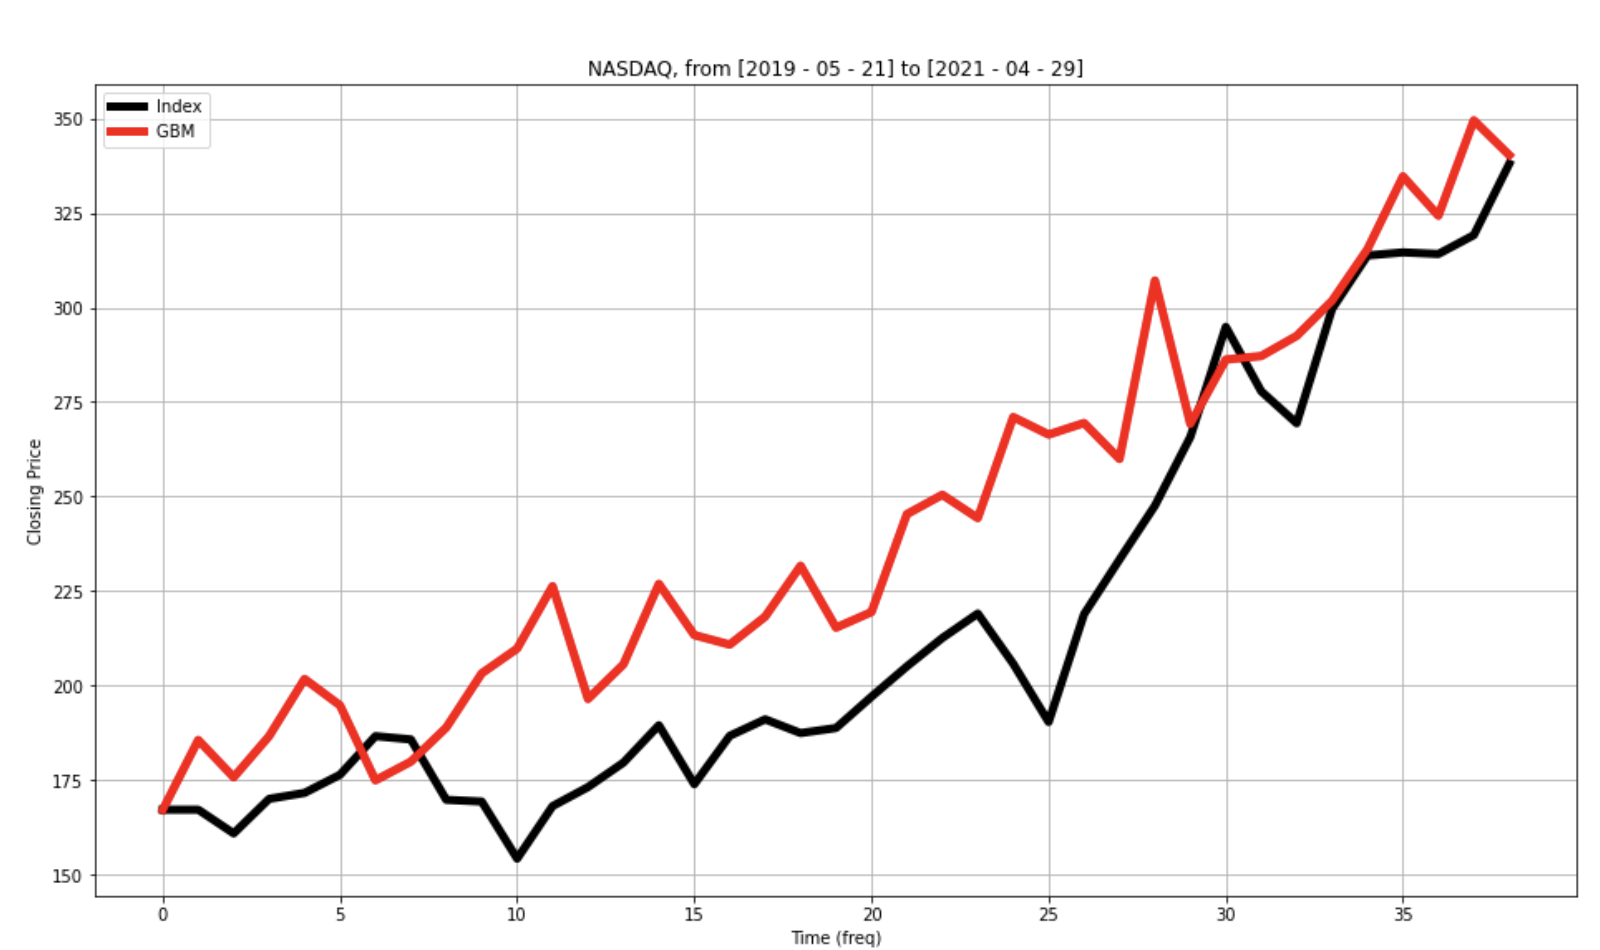 NASDAQ, from [2019 - 05 - 21] to [2021 - 04 - 29]
Index
GBM
350
325
300
275
250
225
200
175
150
Closing Price
0 5 10 15 20 25 30 35
Time (freq)